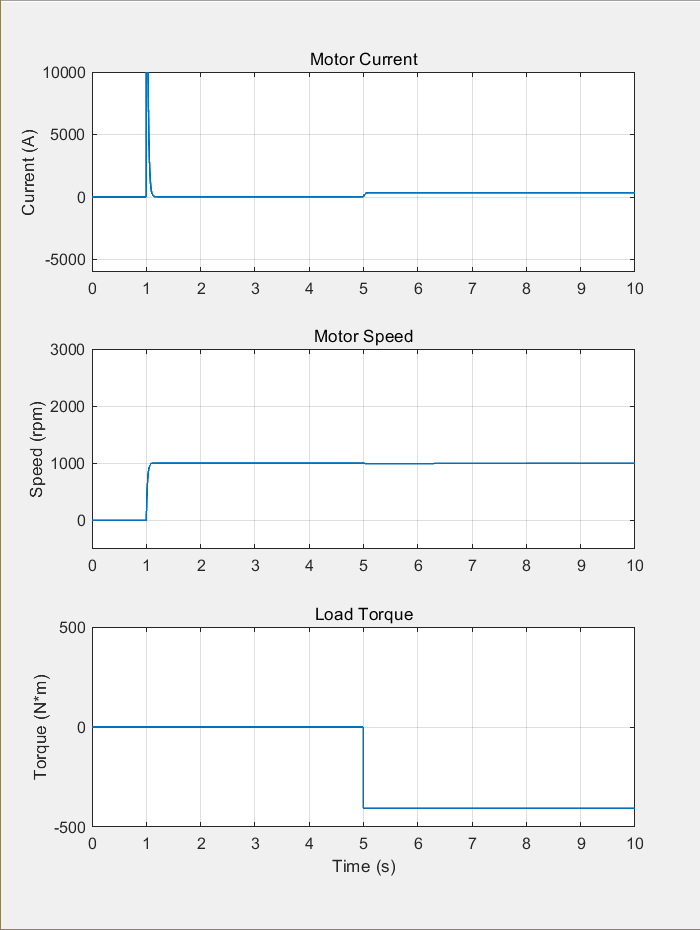 Motor Current
10000
5000
0
-5000
Current (A)
0 1 2 3 4 5 6 7 8 9 10
Motor Speed
3000
2000
1000
0
Speed (rpm)
0 1 2 3 4 5 6 7 8 9 10
Load Torque
500
0
-500
Torque (N*m)
0 1 2 3 4 5 6 7 8 9 10
Time (s)